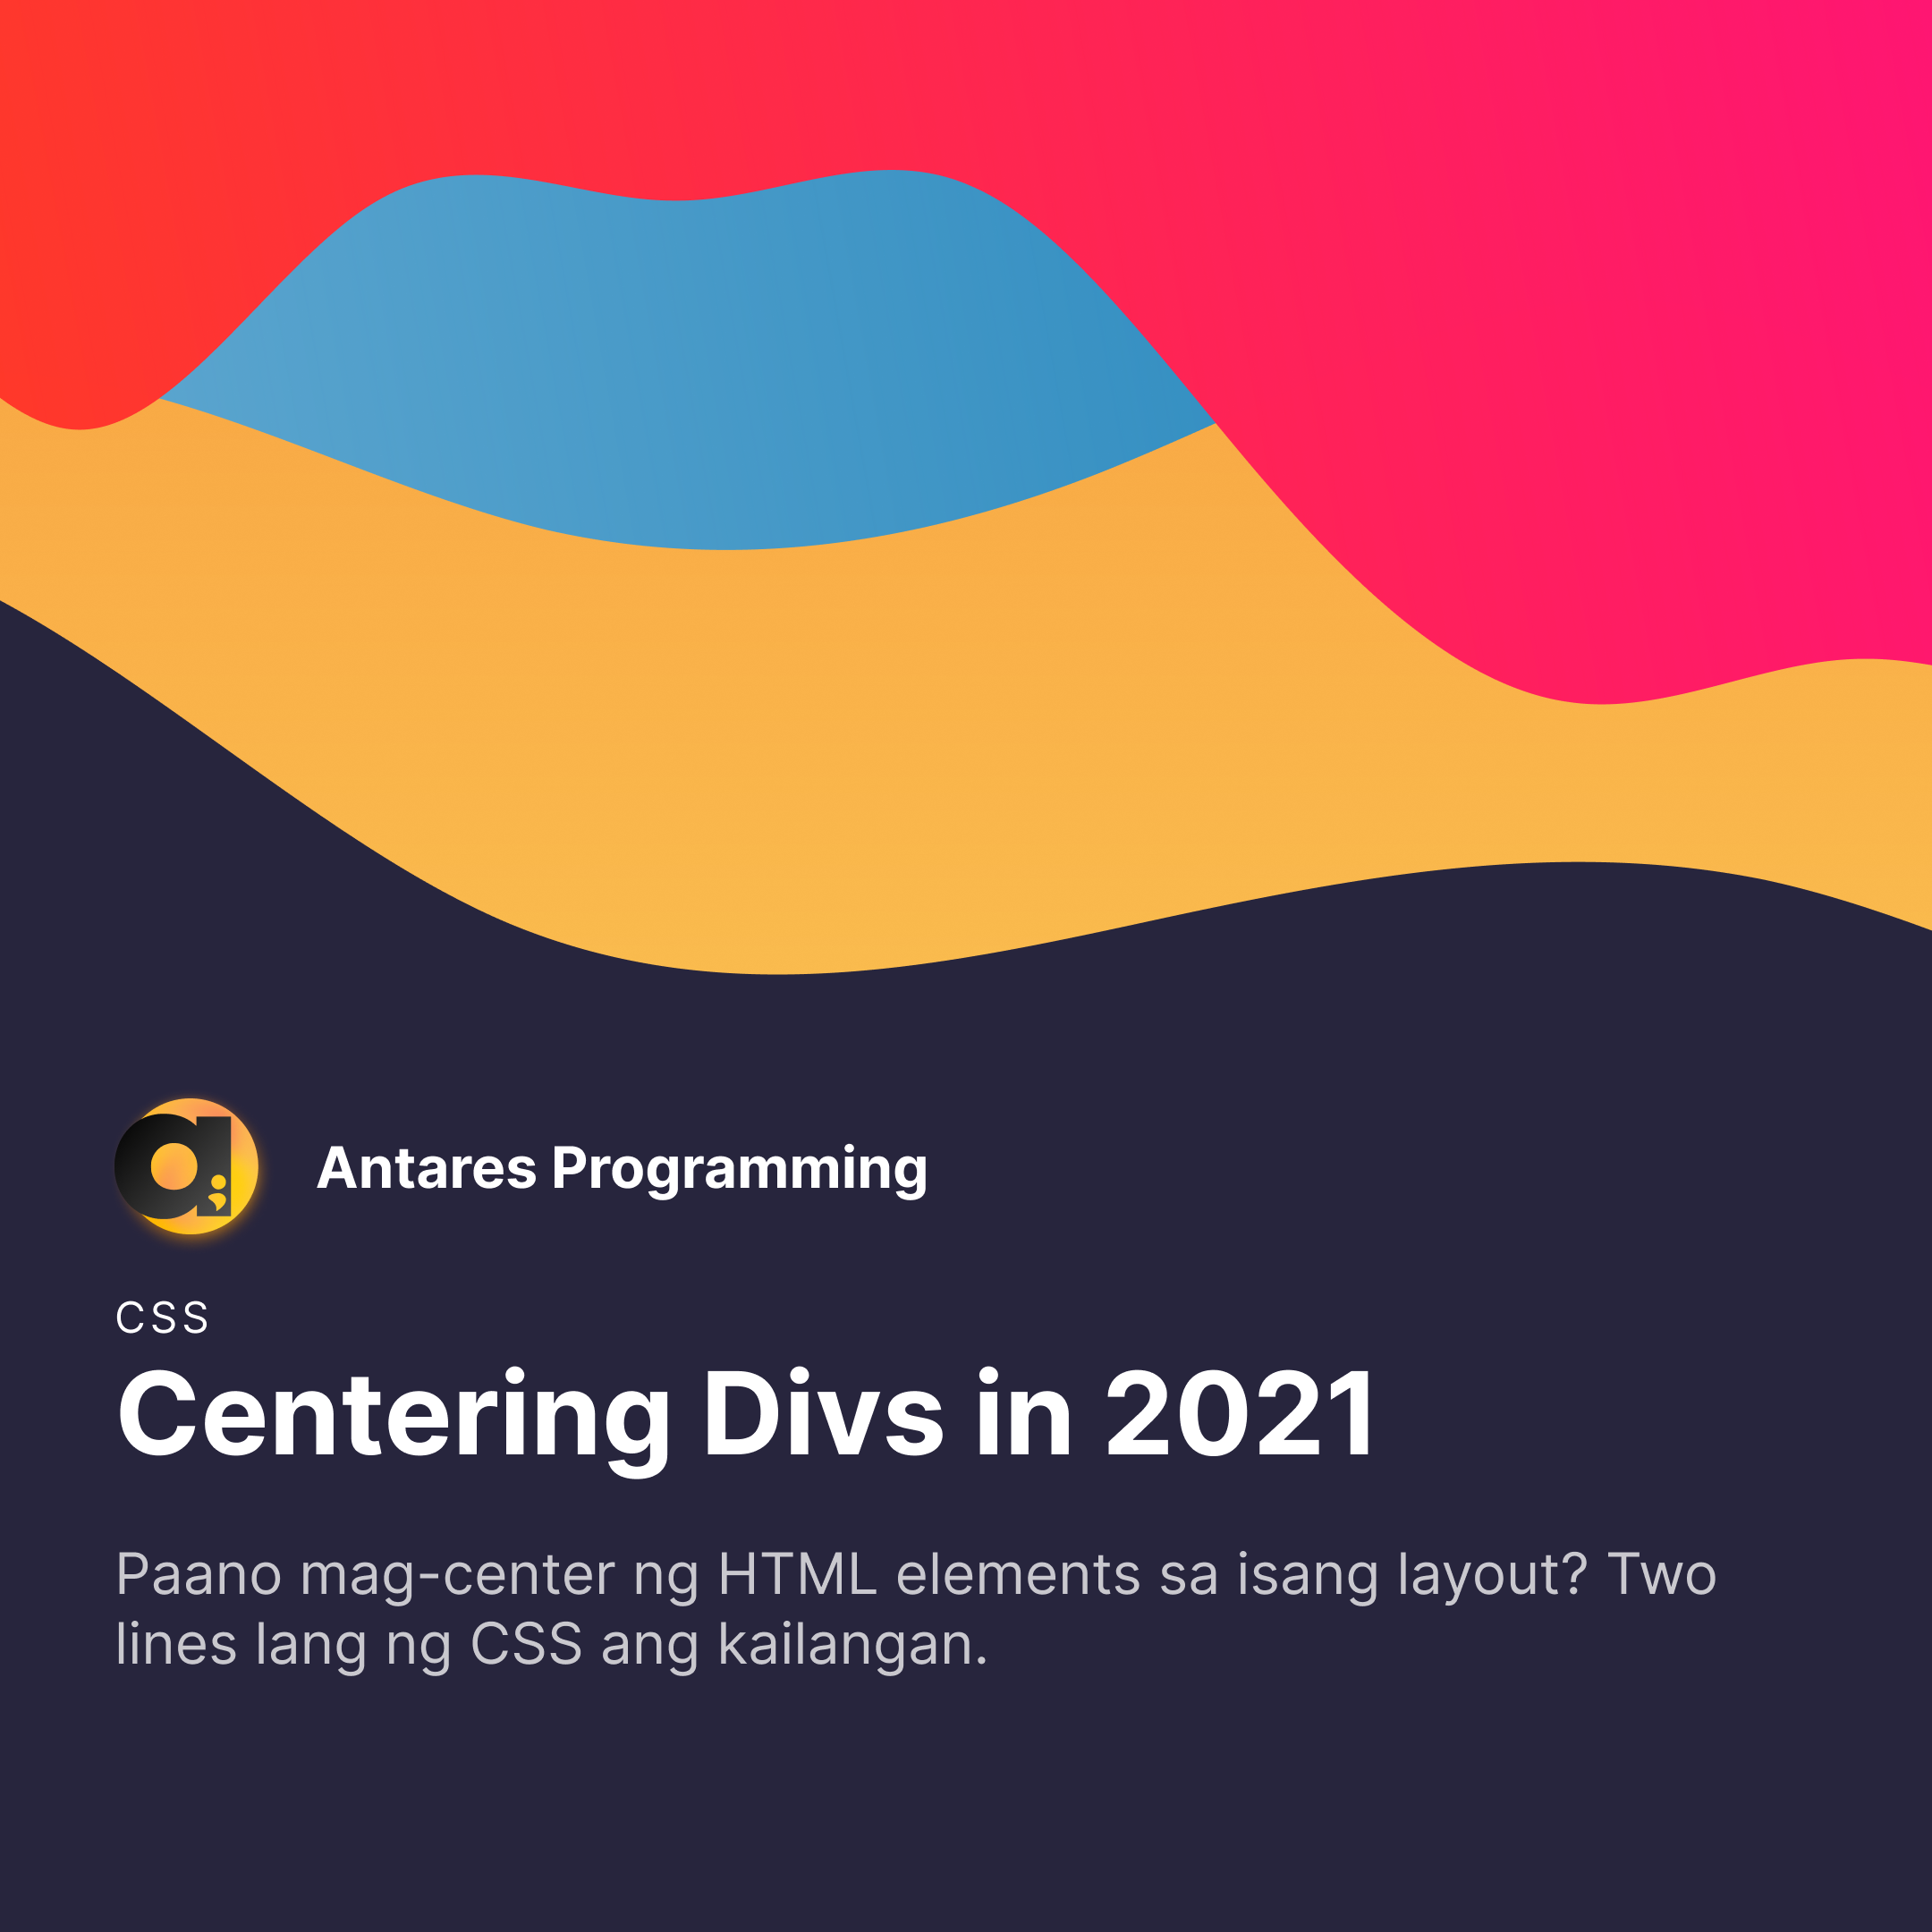 a;
Antares Programming
CSS
Centering Divs in 2021
Paano mag-center ng HTML elements sa isang layout? Two
lines lang ng CSS ang kailangan.